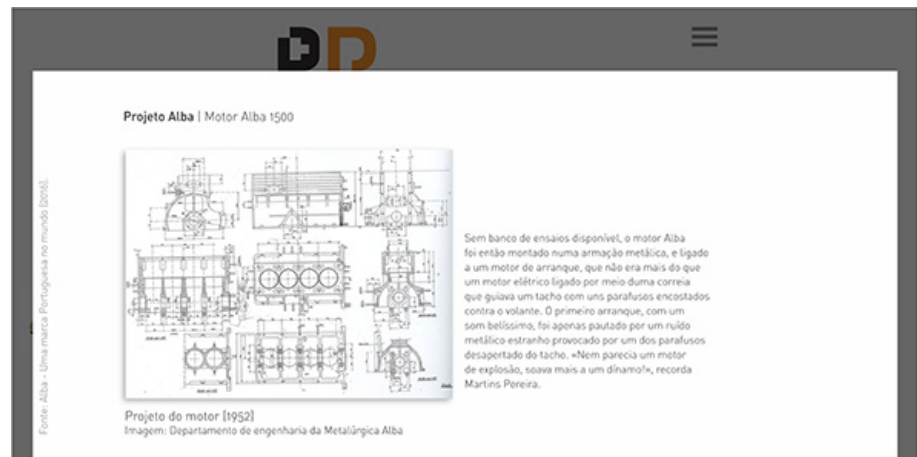 Projeto Alba | Motor Alba 1500
Fonte: Alba - Uma marca Portuguesa no mundo (2016).
Sem banco de ensaios disponível, o motor Alba
foi então montado numa armação metálica, e ligado
a um motor de arranque, que não era mais do que
um motor elétrico ligado por meio duma correia
que guiava um tacho com uns parafusos encostados
contra o volante. O primeiro arranque, com um
som belíssimo, foi apenas pautado por um ruído
metálico estranho provocado por um dos parafusos
desapertado do tacho. «Nem parecia um motor
de explosão, soava mais a um dínamo!», recorda
Martins Pereira.
Projeto do motor (1952)
Imagem: Departamento de engenharia da Metalúrgica Alba